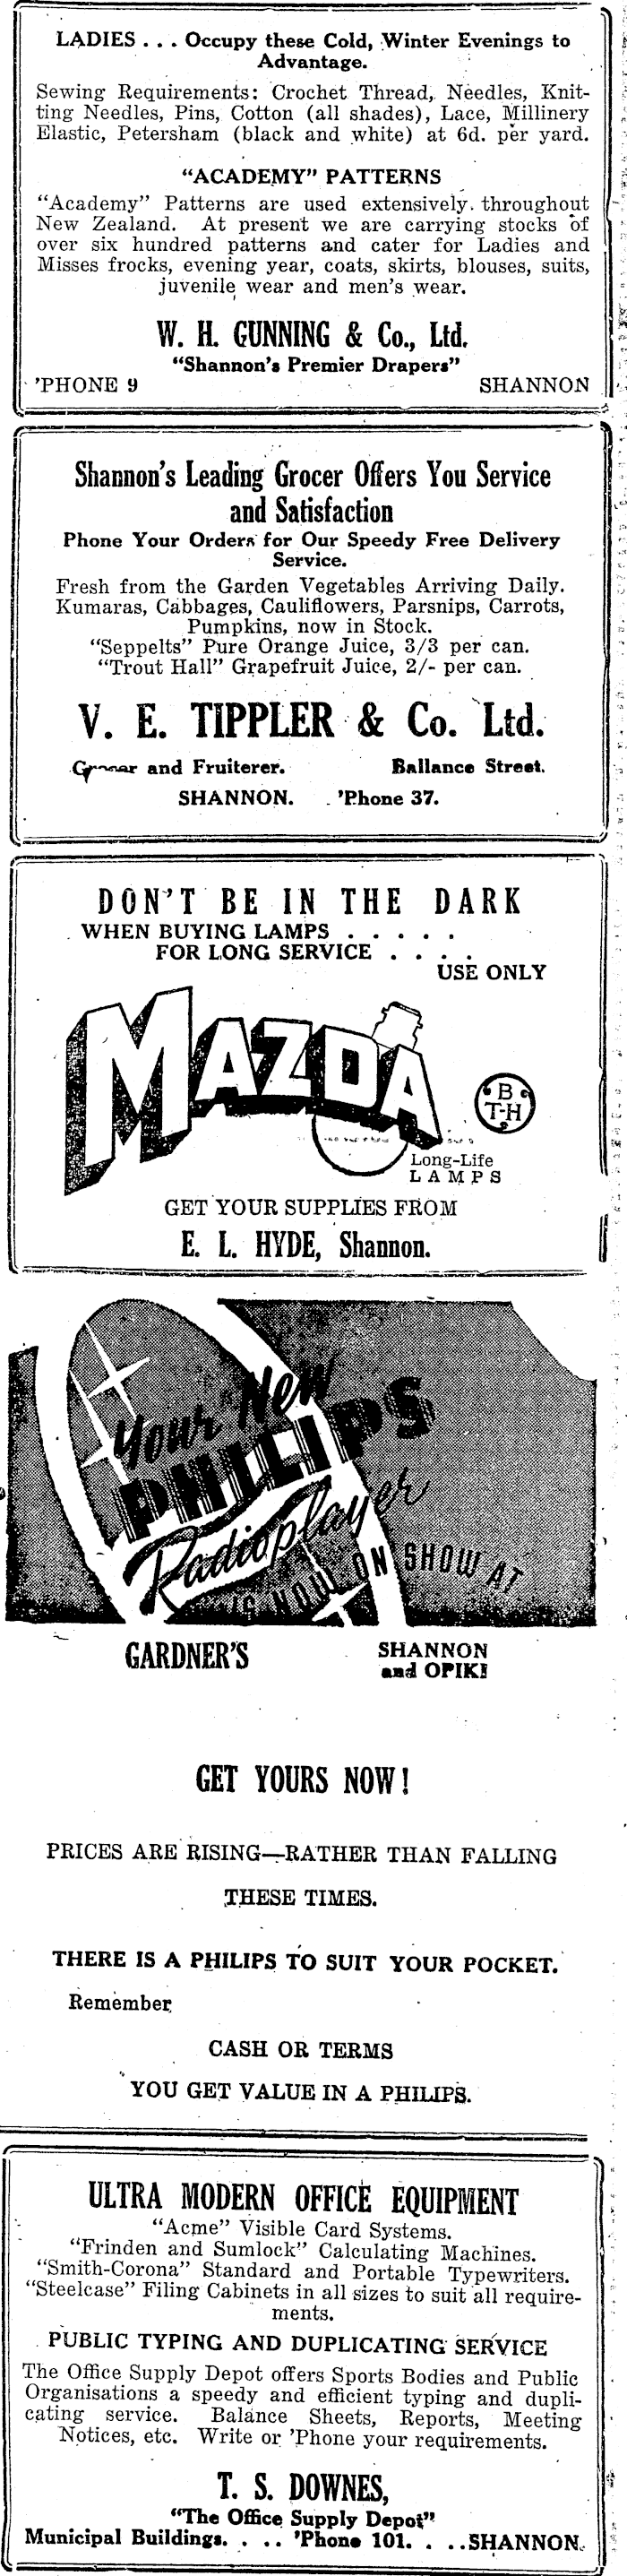 LADIES . . . Occupy these Cold, Winter Evenings to
Advantage.
Sewing Requirements: Crochet Thread, Needles, Knit-
ting Needles, Pins, Cotton (all shades), Lace, Millinery
Elastic, Petersham (black and white) at 6d. per yard.
"ACADEMY" PATTERNS
"Academy" Patterns are used extensively throughout
New Zealand. At present we are carrying stocks of
over six hundred patterns and cater for Ladies and
Misses frocks, evening year, coats, skirts, blouses, suits,
juvenile wear and men's wear.
W. H. GUNNING & Co., Ltd.
"Shannon's Premier Drapers"
'PHONE 9 SHANNON
Shannon's Leading Grocer Offers You Service
and Satisfaction
Phone Your Orders for Our Speedy Free Delivery
Service.
Fresh from the Garden Vegetables Arriving Daily.
Kumaras, Cabbages, Cauliflowers, Parsnips, Carrots,
Pumpkins, now in Stock.
"Seppelts" Pure Orange Juice, 3/3 per can.
"Trout Hall" Grapefruit Juice, 2/- per can.
V. E. TIPPLER & Co. Ltd.
Grocer and Fruiterer. Ballance Street.
SHANNON. 'Phone 37.
DON'T BE IN THE DARK
WHEN BUYING LAMPS . . . . .
FOR LONG SERVICE . . . .
USE ONLY
MAZDA
B
T-H
Long-Life
LAMPS
GET YOUR SUPPLIES FROM
E. L. HYDE, Shannon.
Your New
PHILIPS
Radioplayer
IS NOW ON SHOW AT
GARDNER'S SHANNON
and OPIKI
GET YOURS NOW!
PRICES ARE RISING—RATHER THAN FALLING
THESE TIMES.
THERE IS A PHILIPS TO SUIT YOUR POCKET.
Remember
CASH OR TERMS
YOU GET VALUE IN A PHILIPS.
ULTRA MODERN OFFICE EQUIPMENT
"Acme" Visible Card Systems.
"Frinden and Sumlock" Calculating Machines.
"Smith-Corona" Standard and Portable Typewriters.
"Steelcase" Filing Cabinets in all sizes to suit all require-
ments.
PUBLIC TYPING AND DUPLICATING SERVICE
The Office Supply Depot offers Sports Bodies and Public
Organisations a speedy and efficient typing and dupli-
cating service. Balance Sheets, Reports, Meeting
Notices, etc. Write or 'Phone your requirements.
T. S. DOWNES,
"The Office Supply Depot"
Municipal Buildings. . . . 'Phone 101. . . . SHANNON.